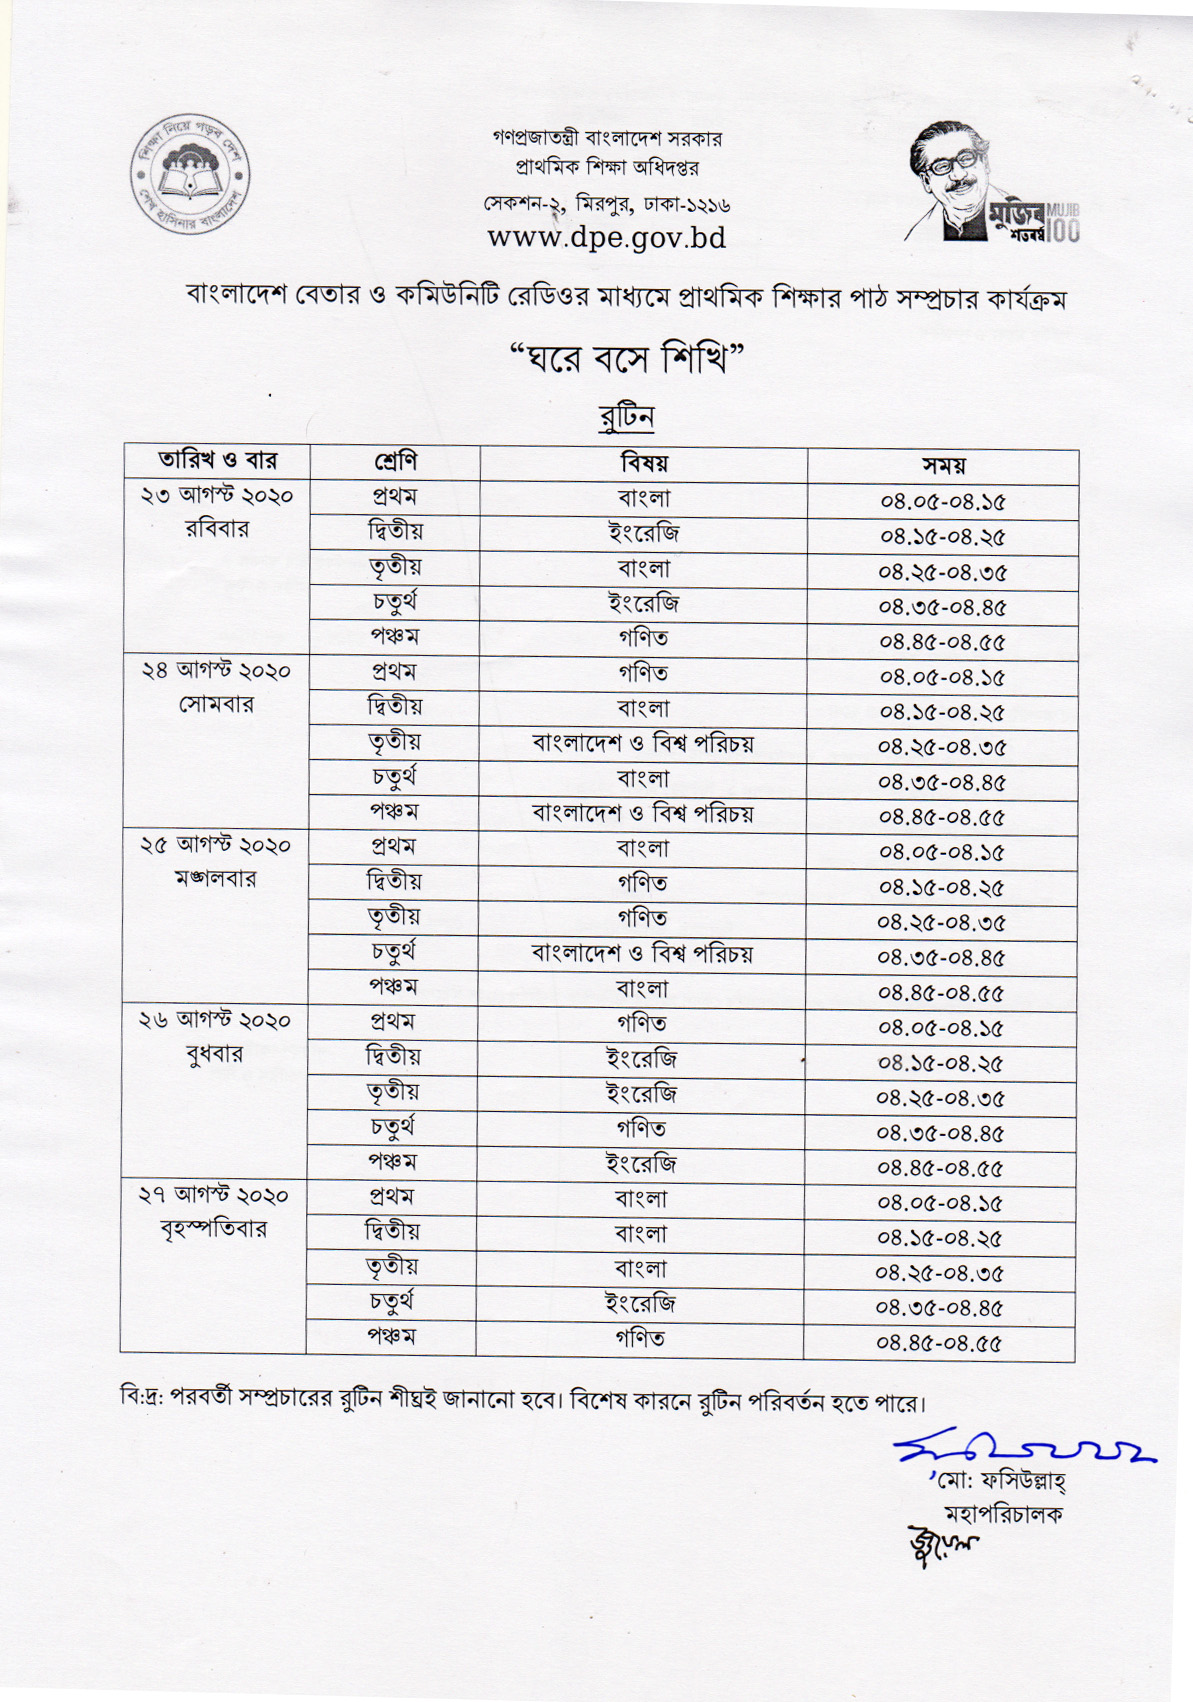 শিক্ষা নিয়ে গড়ব দেশ
শেখ হাসিনার বাংলাদেশ
গণপ্রজাতন্ত্রী বাংলাদেশ সরকার
প্রাথমিক শিক্ষা অধিদপ্তর
সেকশন-২, মিরপুর, ঢাকা-১২১৬
www.dpe.gov.bd
মুজিব MUJIB
শতবর্ষ 100
বাংলাদেশ বেতার ও কমিউনিটি রেডিওর মাধ্যমে প্রাথমিক শিক্ষার পাঠ সম্প্রচার কার্যক্রম
“ঘরে বসে শিখি”
রুটিন
তারিখ ও বার শ্রেণি বিষয় সময়
২৩ আগস্ট ২০২০ প্রথম বাংলা ০৪.০৫-০৪.১৫
রবিবার দ্বিতীয় ইংরেজি ০৪.১৫-০৪.২৫
তৃতীয় বাংলা ০৪.২৫-০৪.৩৫
চতুর্থ ইংরেজি ০৪.৩৫-০৪.৪৫
পঞ্চম গণিত ০৪.৪৫-০৪.৫৫
২৪ আগস্ট ২০২০ প্রথম গণিত ০৪.০৫-০৪.১৫
সোমবার দ্বিতীয় বাংলা ০৪.১৫-০৪.২৫
তৃতীয় বাংলাদেশ ও বিশ্ব পরিচয় ০৪.২৫-০৪.৩৫
চতুর্থ বাংলা ০৪.৩৫-০৪.৪৫
পঞ্চম বাংলাদেশ ও বিশ্ব পরিচয় ০৪.৪৫-০৪.৫৫
২৫ আগস্ট ২০২০ প্রথম বাংলা ০৪.০৫-০৪.১৫
মঙ্গলবার দ্বিতীয় গণিত ০৪.১৫-০৪.২৫
তৃতীয় গণিত ০৪.২৫-০৪.৩৫
চতুর্থ বাংলাদেশ ও বিশ্ব পরিচয় ০৪.৩৫-০৪.৪৫
পঞ্চম বাংলা ০৪.৪৫-০৪.৫৫
২৬ আগস্ট ২০২০ প্রথম গণিত ০৪.০৫-০৪.১৫
বুধবার দ্বিতীয় ইংরেজি ০৪.১৫-০৪.২৫
তৃতীয় ইংরেজি ০৪.২৫-০৪.৩৫
চতুর্থ গণিত ০৪.৩৫-০৪.৪৫
পঞ্চম ইংরেজি ০৪.৪৫-০৪.৫৫
২৭ আগস্ট ২০২০ প্রথম বাংলা ০৪.০৫-০৪.১৫
বৃহস্পতিবার দ্বিতীয় বাংলা ০৪.১৫-০৪.২৫
তৃতীয় বাংলা ০৪.২৫-০৪.৩৫
চতুর্থ ইংরেজি ০৪.৩৫-০৪.৪৫
পঞ্চম গণিত ০৪.৪৫-০৪.৫৫
বি:দ্র: পরবর্তী সম্প্রচারের রুটিন শীঘ্রই জানানো হবে। বিশেষ কারনে রুটিন পরিবর্তন হতে পারে।
মো: ফসিউল্লাহ্
মহাপরিচালক